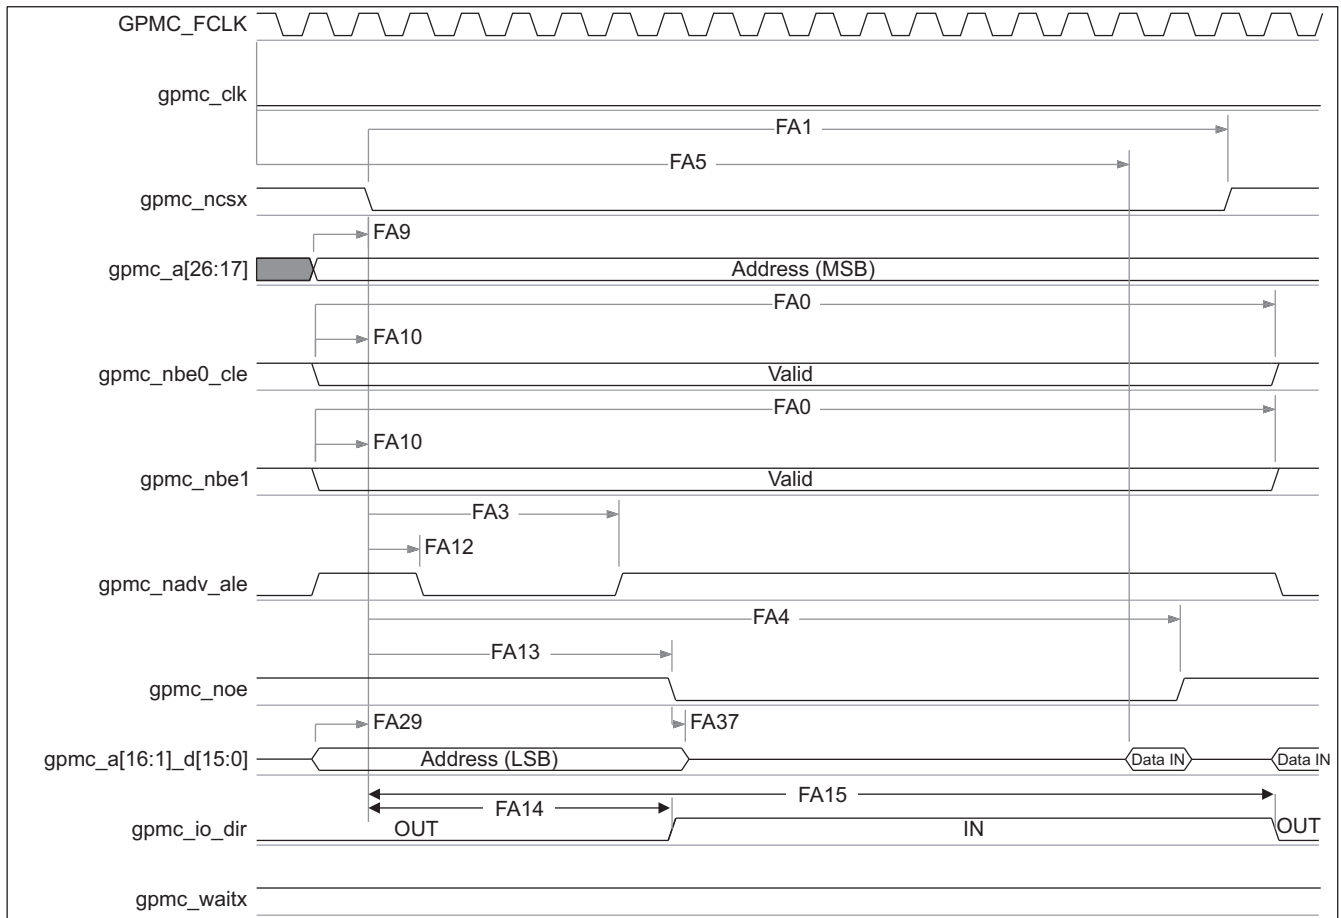 GPMC_FCLK
gpmc_clk
FA1
FA5
gpmc_ncsx
FA9
gpmc_a[26:17]
Address (MSB)
FA0
FA10
gpmc_nbe0_cle
Valid
FA0
FA10
gpmc_nbe1
Valid
FA3
FA12
gpmc_nadv_ale
FA4
FA13
gpmc_noe
FA29
FA37
gpmc_a[16:1]_d[15:0]
Address (LSB)
Data IN
Data IN
FA15
FA14
gpmc_io_dir
OUT
IN
OUT
gpmc_waitx